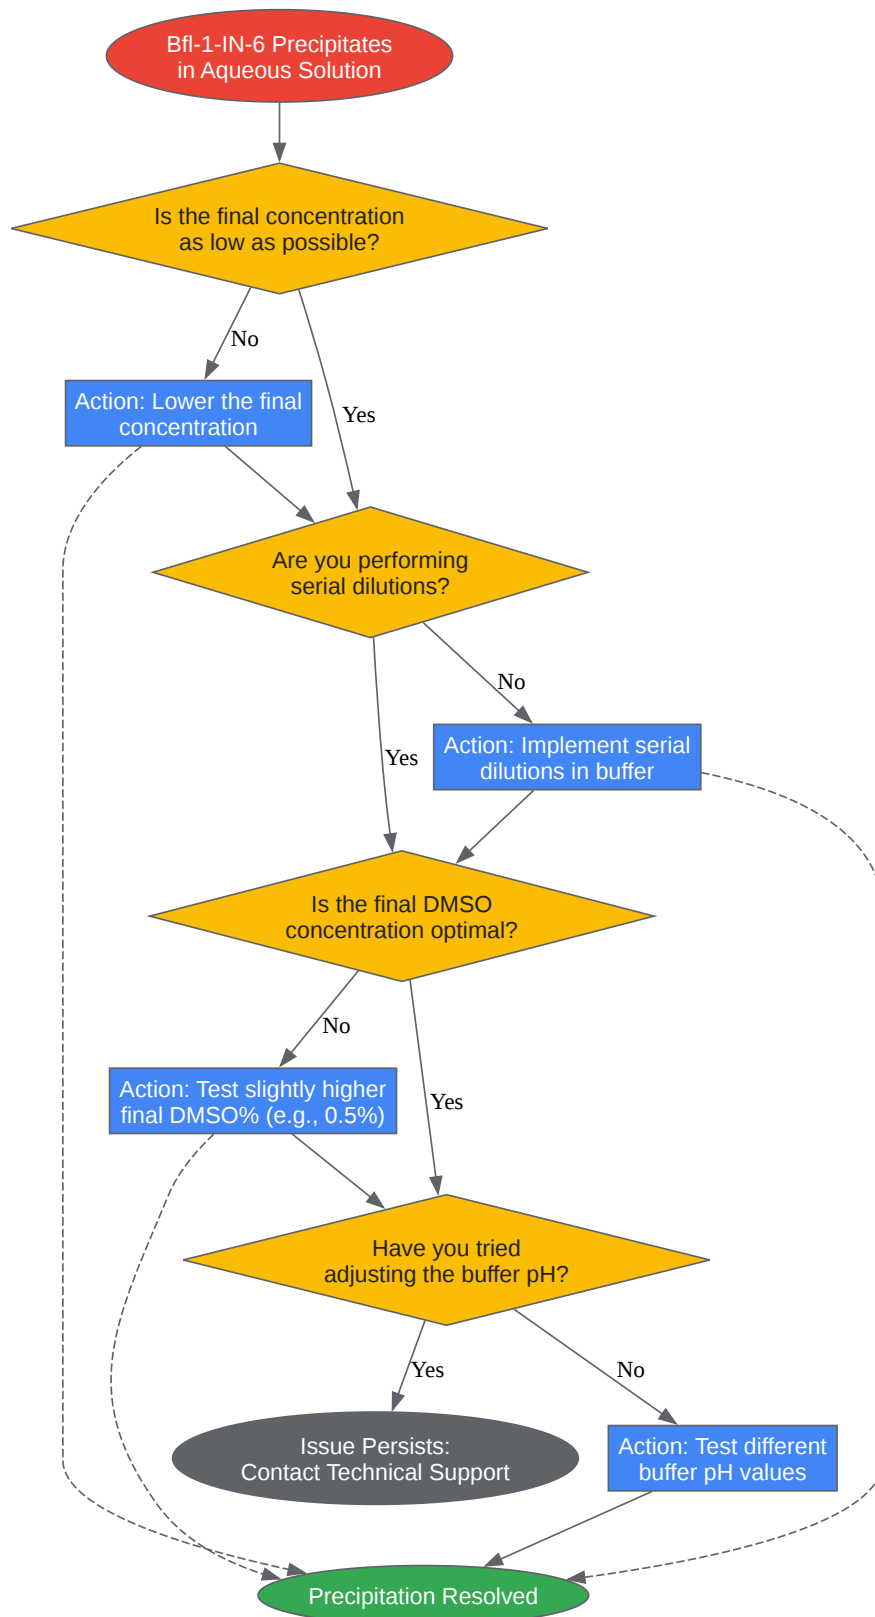 Bfl-1-IN-6 Precipitates
in Aqueous Solution
Is the final concentration
as low as possible?
No
Action: Lower the final
concentration
Yes
Are you performing
serial dilutions?
No
Yes
Action: Implement serial
dilutions in buffer
Is the final DMSO
concentration optimal?
No
Action: Test slightly higher
final DMSO% (e.g., 0.5%)
Yes
Have you tried
adjusting the buffer pH?
Yes
No
Issue Persists:
Contact Technical Support
Action: Test different
buffer pH values
Precipitation Resolved